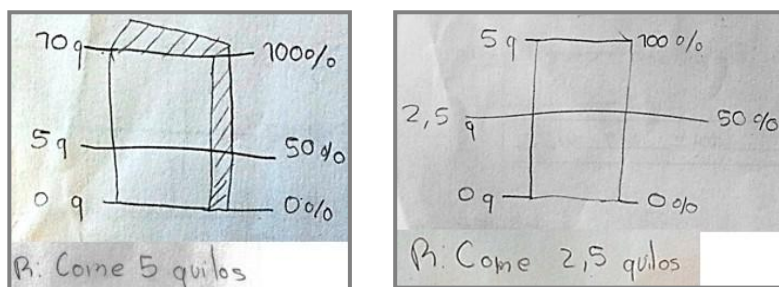 10 q 100%
5 q 50%
0 q 0%
R: Come 5 quilos
5 q 100%
2,5 q 50%
0 q 0%
R: Come 2,5 quilos